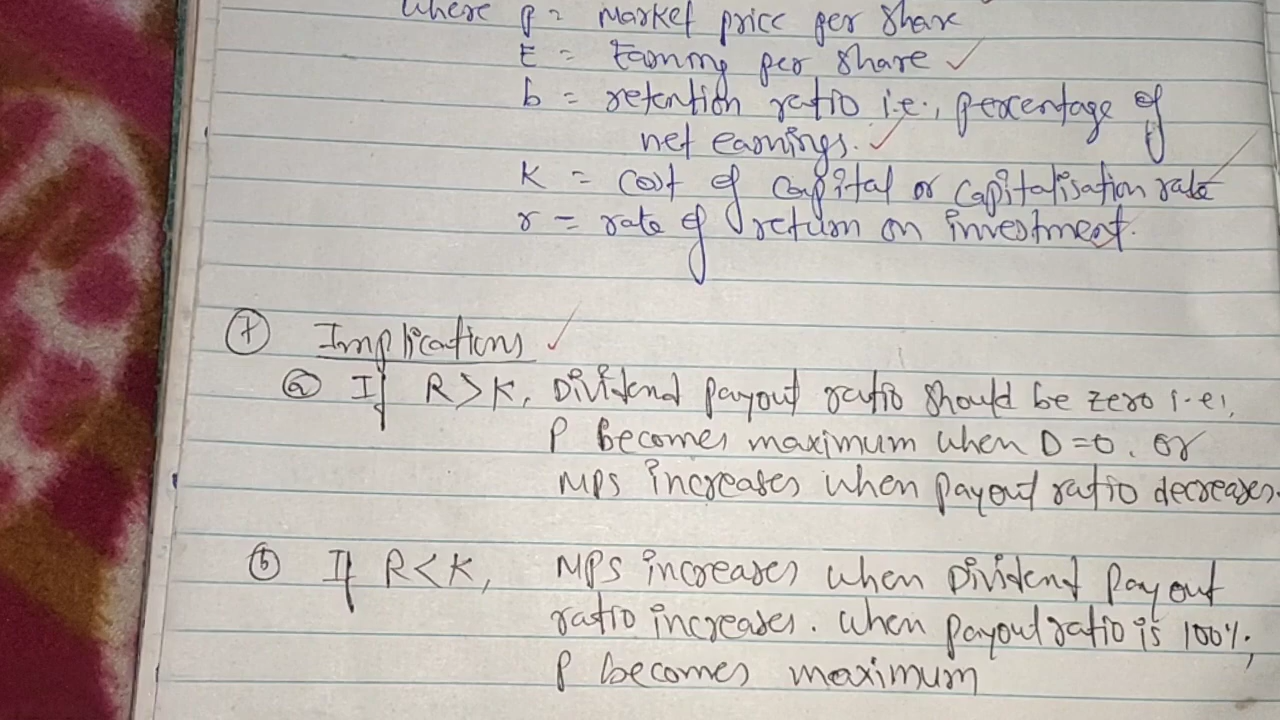 where P = Market price per share
E = Earning per share
b = retention ratio i.e., percentage of
net earnings.
K = cost of capital or capitalisation rate
r = rate of return on investment.
⑦ Implications
ⓐ If R>K, Dividend payout ratio should be zero i.e.,
P becomes maximum when D=0. or
MPS increases when payout ratio decreases.
ⓑ If R<K, MPS increases when Dividend Payout
ratio increases. When payout ratio is 100%,
P becomes maximum